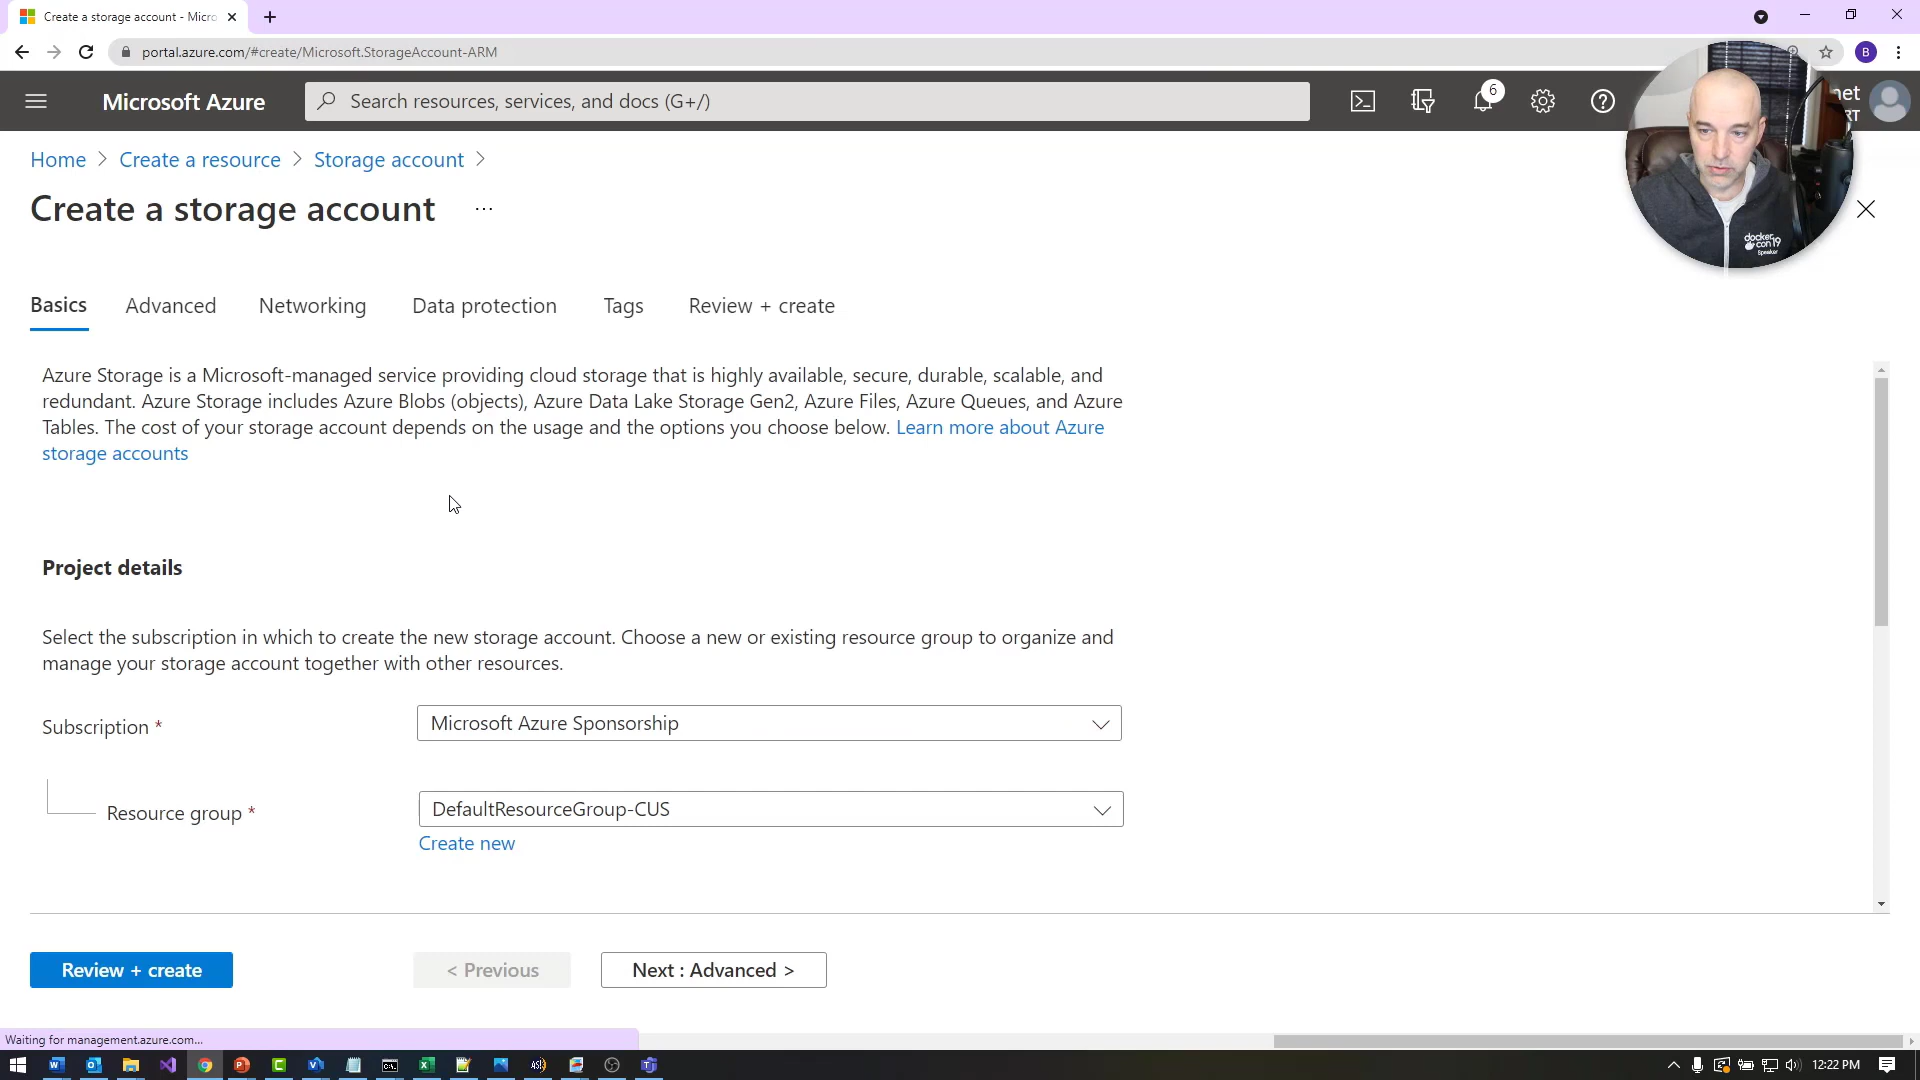 Create a storage account - Micro
portal.azure.com/#create/Microsoft.StorageAccount-ARM
B
Microsoft Azure
Search resources, services, and docs (G+/)
6
Home > Create a resource > Storage account >
Create a storage account ...
docker
con 19
Speaker
Basics
Advanced
Networking
Data protection
Tags
Review + create
Azure Storage is a Microsoft-managed service providing cloud storage that is highly available, secure, durable, scalable, and
redundant. Azure Storage includes Azure Blobs (objects), Azure Data Lake Storage Gen2, Azure Files, Azure Queues, and Azure
Tables. The cost of your storage account depends on the usage and the options you choose below. Learn more about Azure
storage accounts
Project details
Select the subscription in which to create the new storage account. Choose a new or existing resource group to organize and
manage your storage account together with other resources.
Subscription *
Microsoft Azure Sponsorship
Resource group *
DefaultResourceGroup-CUS
Create new
Review + create
< Previous
Next : Advanced >
Waiting for management.azure.com...
12:22 PM